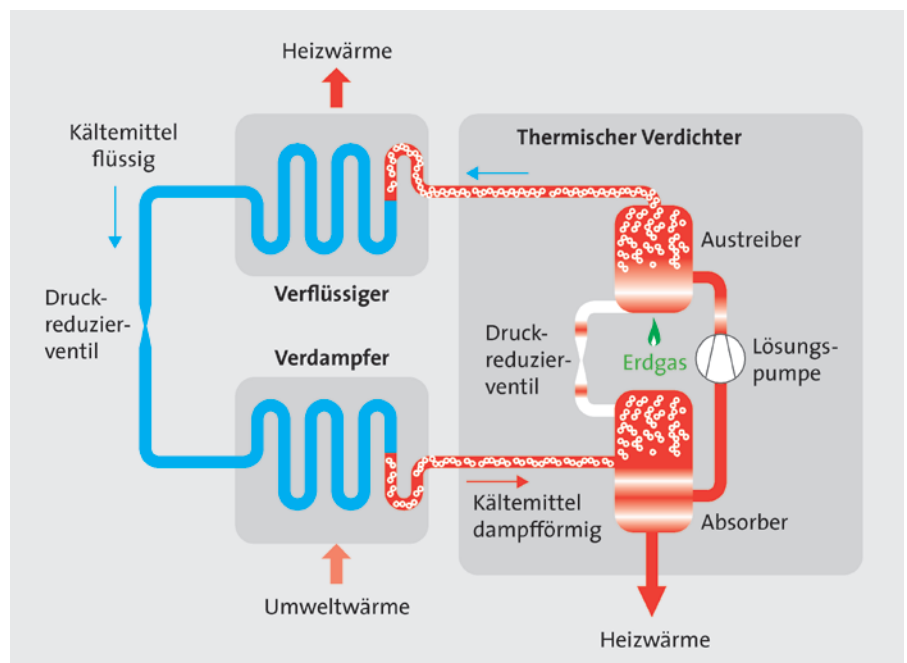 Heizwärme
Kältemittel
flüssig
Thermischer Verdichter
Austreiber
Verflüssiger
Druck-
reduzier-
ventil
Verdampfer
Druck-
reduzier-
ventil
Erdgas
Lösungs-
pumpe
Kältemittel
dampfförmig
Absorber
Umweltwärme
Heizwärme